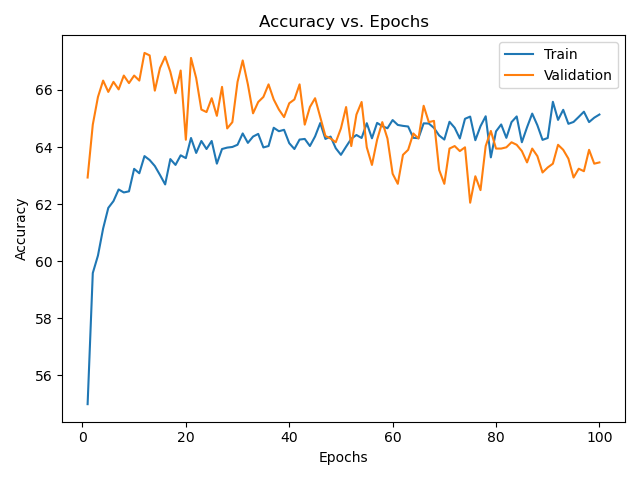 Accuracy vs. Epochs
Train
Validation
Accuracy
66
64
62
60
58
56
0 20 40 60 80 100
Epochs